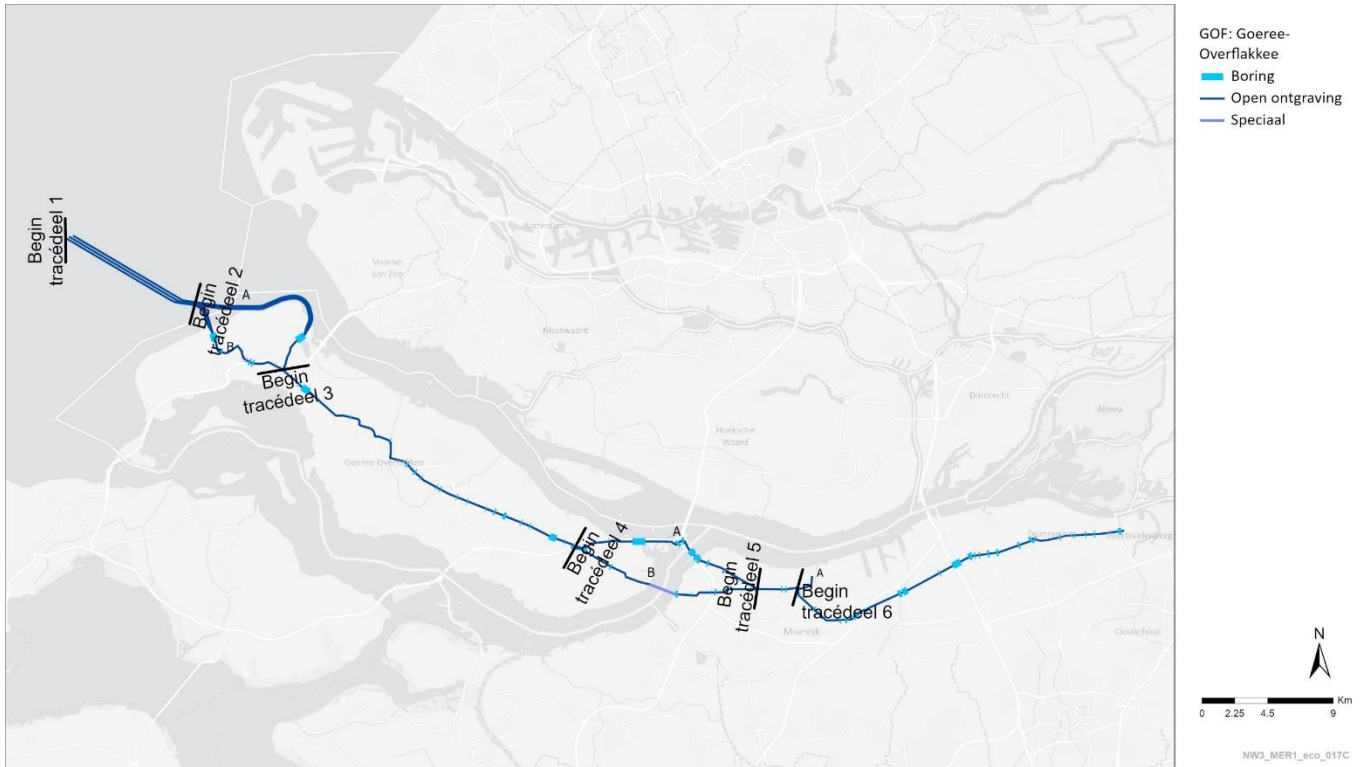 GOF: Goeree-
Overflakkee
Boring
Open ontgraving
Speciaal
Begin
tracédeel 1
Begin
tracédeel 2
A
B
Begin
tracédeel 3
Begin
tracédeel 4
A
B
Begin
tracédeel 5
A
Begin
tracédeel 6
Rotterdam
Voorne
aan Zee
Nissewaard
Hoeksche
Waard
Dordrecht
Altena
Goeree-Overflakkee
Geertruidenberg
Moerdijk
Oosterhout
N
Km
0 2.25 4.5 9
NW3_MER1_eco_017C